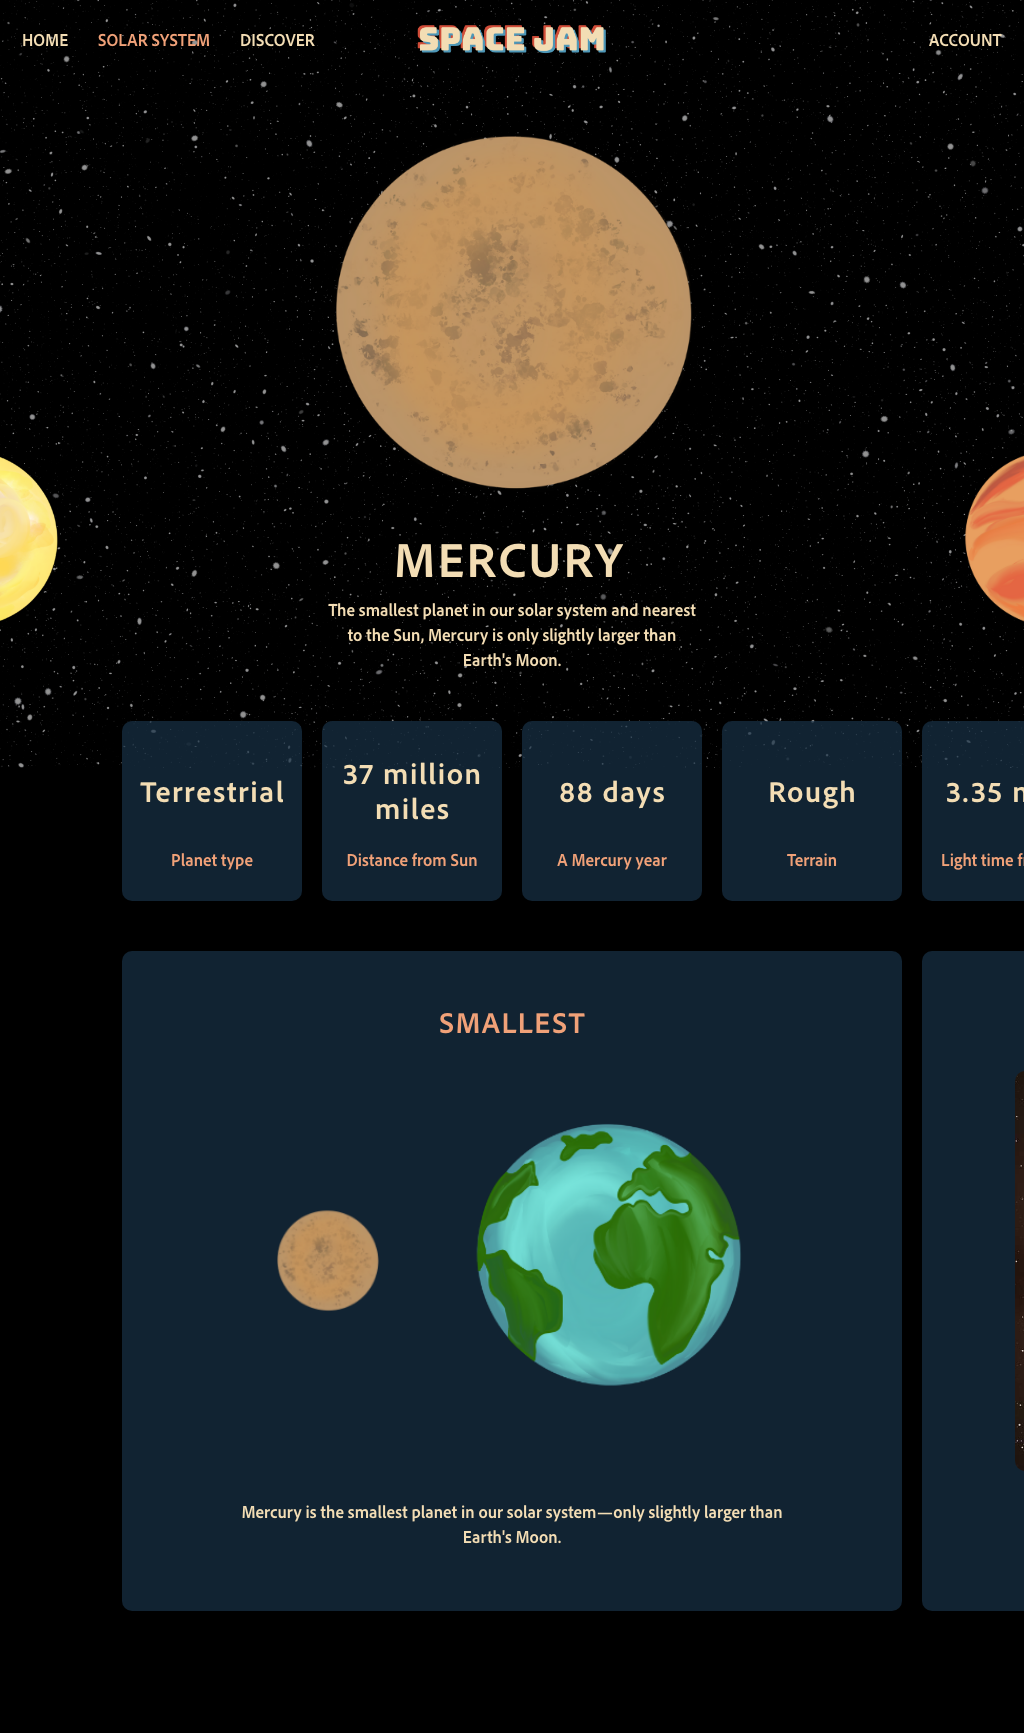 HOME SOLAR SYSTEM DISCOVER SPACE JAM ACCOUNT
MERCURY
The smallest planet in our solar system and nearest
to the Sun, Mercury is only slightly larger than
Earth's Moon.
Terrestrial
Planet type
37 million
miles
Distance from Sun
88 days
A Mercury year
Rough
Terrain
3.35
Light time
SMALLEST
Mercury is the smallest planet in our solar system—only slightly larger than
Earth's Moon.